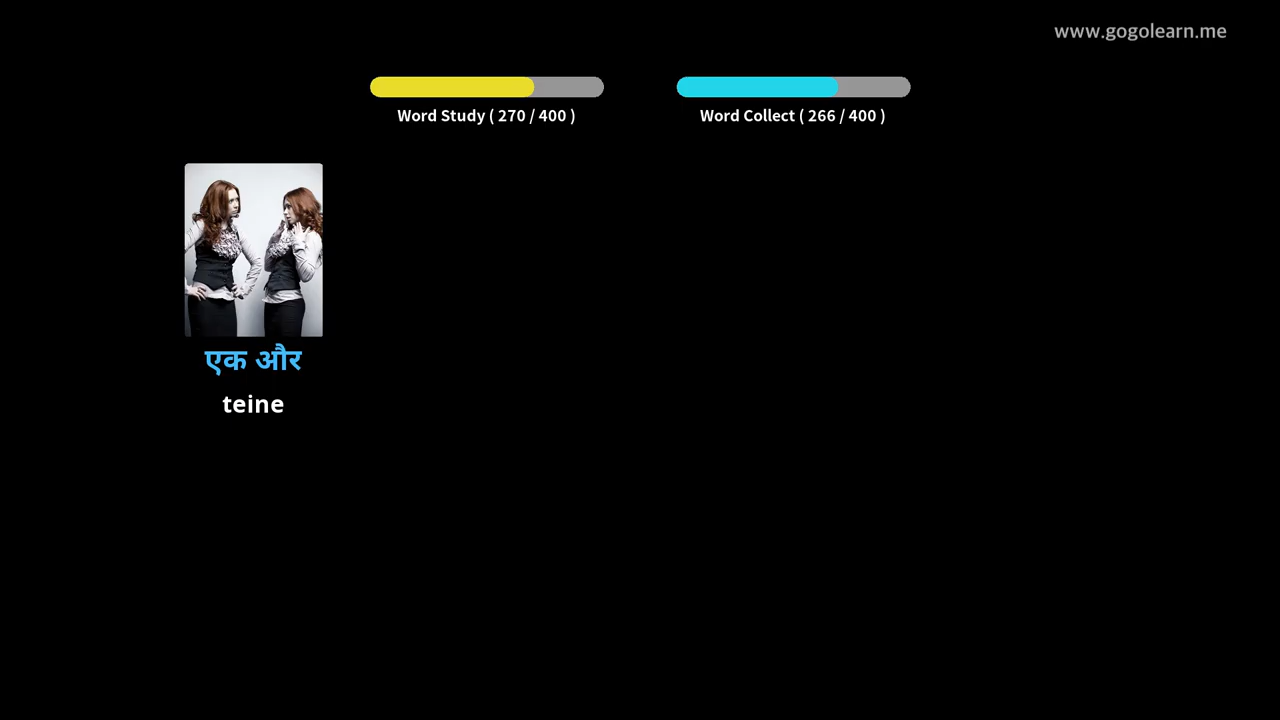 www.gogolearn.me
Word Study ( 270 / 400 )
Word Collect ( 266 / 400 )
एक और
teine